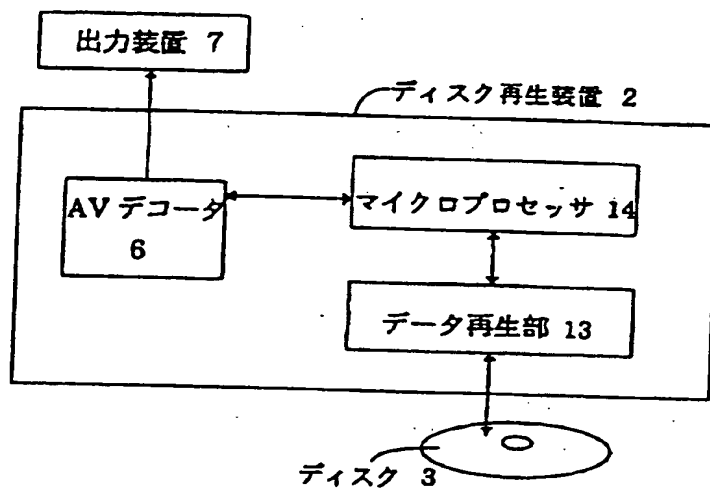 出力装置 7
ディスク再生装置 2
AV デコータ
6
マイクロプロセッサ 14
データ再生部 13
ディスク 3